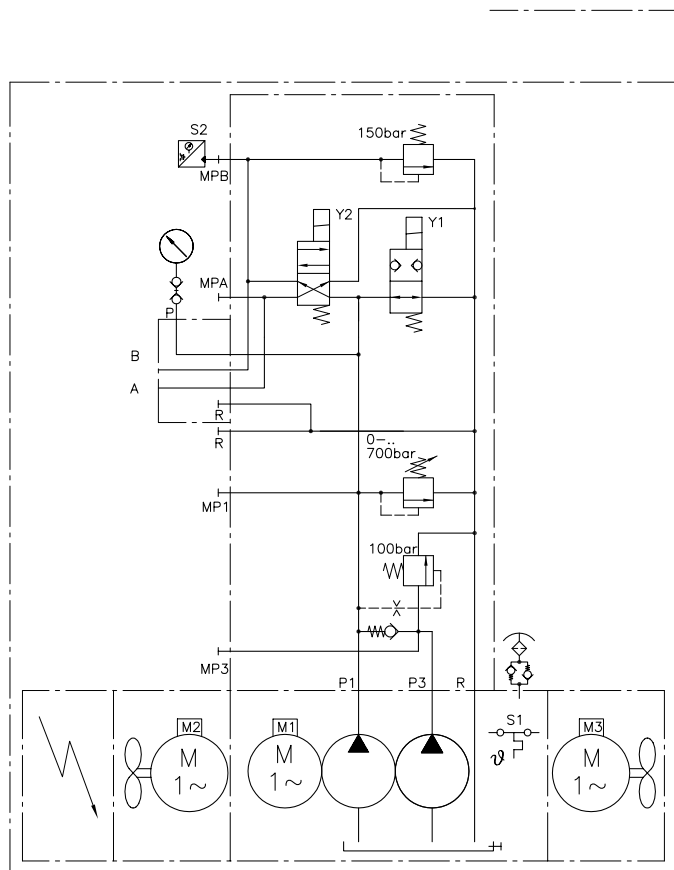 S2
150bar
MPB
Y2
Y1
MPA
P
B
A
R
R
0-..
700bar
MP1
100bar
MP3
P1
P3
R
S1
M2
M1
M3
M
1~
M
1~
M
1~
ϑ